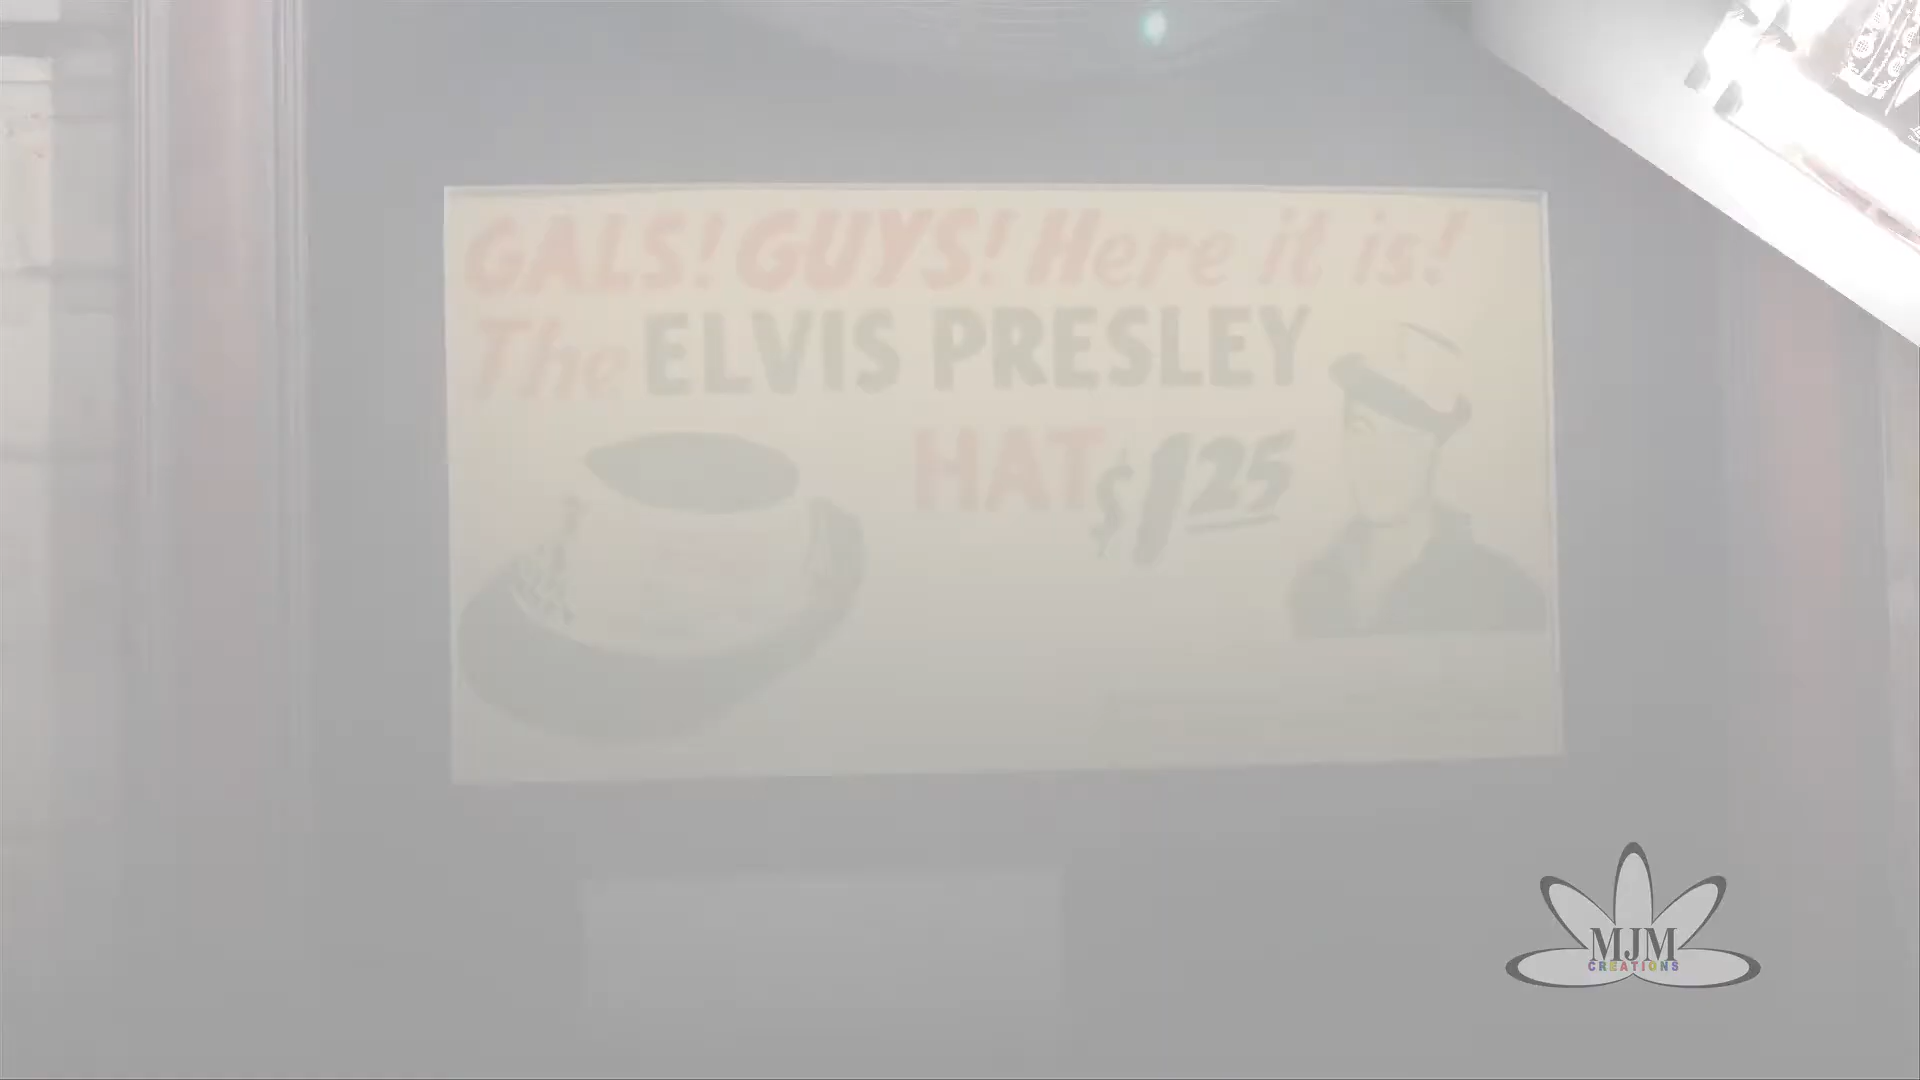 GALS! GUYS! Here it is!
The ELVIS PRESLEY
HAT $1.25
MJM
CREATIONS